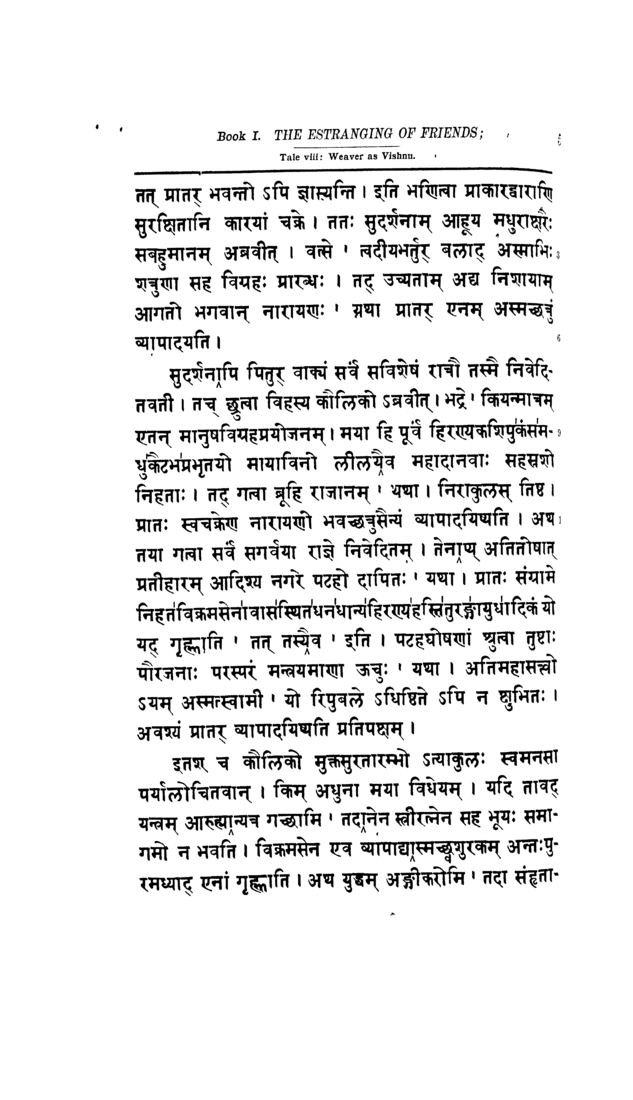 Book I. THE ESTRANGING OF FRIENDS;
Tale viii: Weaver as Vishnu.
तत् प्रातर् भवन्तो ऽपि ज्ञास्यन्ति । इति भणित्वा प्राकारद्वाराणि
सुरक्षितानि कारयां चक्रे । ततः सुदर्शनाम् आहूय मधुराक्षरैः
सबहुमानम् अब्रवीत् । वत्से ' त्वदीयभर्तुर् बलाद् अस्माभिः
शत्रुणा सह विग्रहः प्रारब्धः । तद् उच्यताम् अद्य निशायाम्
आगतो भगवान् नारायणः ' यथा प्रातर् एनम् अस्मच्छत्रुं
व्यापादयति ।
सुदर्शनापि पितुर् वाक्यं सर्वं सविशेषं रात्रौ तस्मै निवेदि-
तवती । तच् छ्रुत्वा विहस्य कौलिको ऽब्रवीत् । भद्रे ' कियन्मात्रम्
एतन् मानुषविग्रहप्रयोजनम् । मया हि पूर्वं हिरण्यकशिपुकंसम-
धुकैटभप्रभृतयो मायाविनो लीलयैव महादानवाः सहस्रशो
निहताः । तद् गत्वा ब्रूहि राजानम् ' यथा । निराकुलस् तिष्ठ ।
प्रातः स्वचक्रेण नारायणो भवच्छत्रुसैन्यं व्यापादयिष्यति । अथ
तया गत्वा सर्वं सगर्वया राज्ञे निवेदितम् । तेनाप्य् अतितोषात्
प्रतीहारम् आदिश्य नगरे पटहो दापितः ' यथा । प्रातः संग्रामे
निहतविक्रमसेनावासस्थितधनधान्यहिरण्यहस्तितुरङ्गायुधादिकं यो
यद् गृह्णाति ' तत् तस्यैव ' इति । पटहघोषणां श्रुत्वा तुष्टाः
पौरजनाः परस्परं मन्त्रयमाणा ऊचुः ' यथा । अतिमहासत्त्वो
ऽयम् अस्मत्स्वामी ' यो रिपुबले ऽधिष्ठिते ऽपि न क्षुभितः ।
अवश्यं प्रातर् व्यापादयिष्यति प्रतिपक्षम् ।
इतश् च कौलिको मुक्तसुरतारम्भो ऽत्याकुलः स्वमनसा
पर्यालोचितवान् । किम् अधुना मया विधेयम् । यदि तावद्
यन्त्रम् आरुह्यान्यत्र गच्छामि ' तदानेन स्त्रीरत्नेन सह भूयः समा-
गमो न भवति । विक्रमसेन एव व्यापाद्यास्मच्छ्वशुरकम् अन्तःपु-
रमध्याद् एनां गृह्णाति । अथ युद्धम् अङ्गीकरोमि ' तदा संहृता-